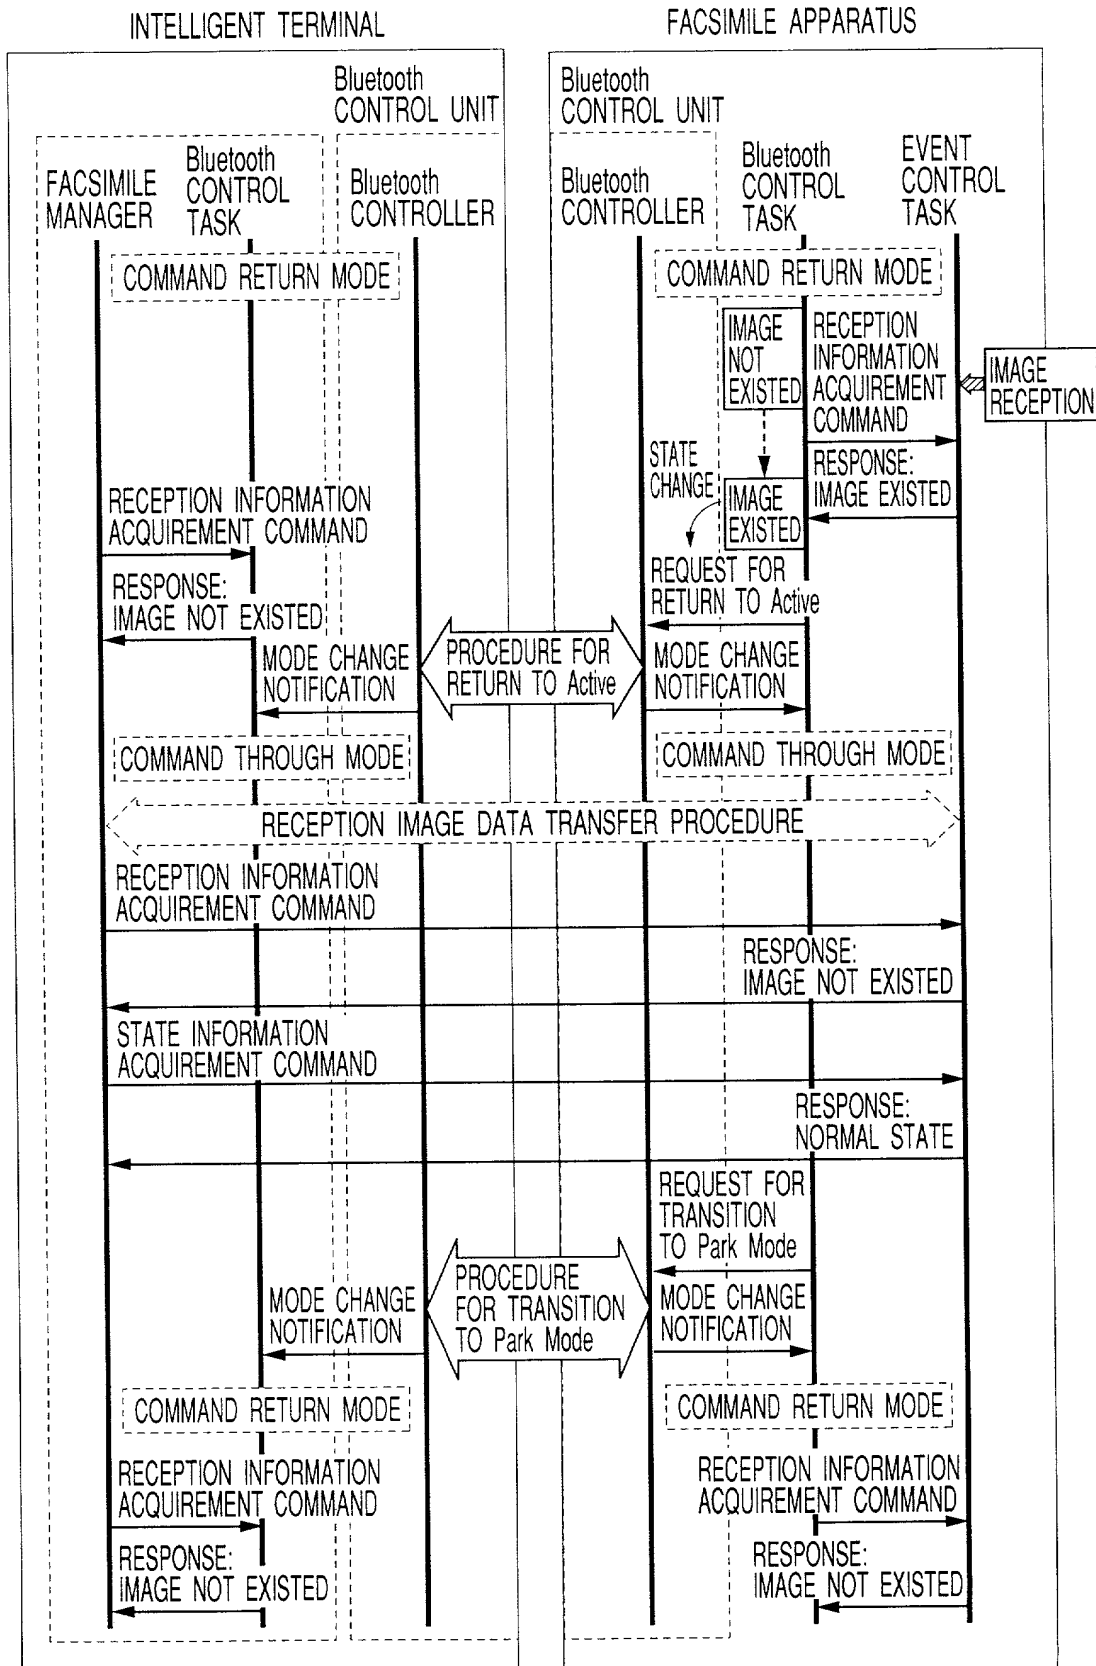 INTELLIGENT TERMINAL
FACSIMILE APPARATUS
Bluetooth
CONTROL UNIT
Bluetooth
CONTROL UNIT
FACSIMILE
MANAGER
Bluetooth
CONTROL
TASK
Bluetooth
CONTROLLER
Bluetooth
CONTROLLER
Bluetooth
CONTROL
TASK
EVENT
CONTROL
TASK
COMMAND RETURN MODE
COMMAND RETURN MODE
IMAGE
NOT
EXISTED
RECEPTION
INFORMATION
ACQUIREMENT
COMMAND
IMAGE
RECEPTION
STATE
CHANGE
IMAGE
EXISTED
RESPONSE:
IMAGE EXISTED
RECEPTION INFORMATION
ACQUIREMENT COMMAND
REQUEST FOR
RETURN TO Active
RESPONSE:
IMAGE NOT EXISTED
MODE CHANGE
NOTIFICATION
PROCEDURE FOR
RETURN TO Active
MODE CHANGE
NOTIFICATION
COMMAND THROUGH MODE
COMMAND THROUGH MODE
RECEPTION IMAGE DATA TRANSFER PROCEDURE
RECEPTION INFORMATION
ACQUIREMENT COMMAND
RESPONSE:
IMAGE NOT EXISTED
STATE INFORMATION
ACQUIREMENT COMMAND
RESPONSE:
NORMAL STATE
REQUEST FOR
TRANSITION
TO Park Mode
MODE CHANGE
NOTIFICATION
PROCEDURE
FOR TRANSITION
TO Park Mode
MODE CHANGE
NOTIFICATION
COMMAND RETURN MODE
COMMAND RETURN MODE
RECEPTION INFORMATION
ACQUIREMENT COMMAND
RECEPTION INFORMATION
ACQUIREMENT COMMAND
RESPONSE:
IMAGE NOT EXISTED
RESPONSE:
IMAGE NOT EXISTED